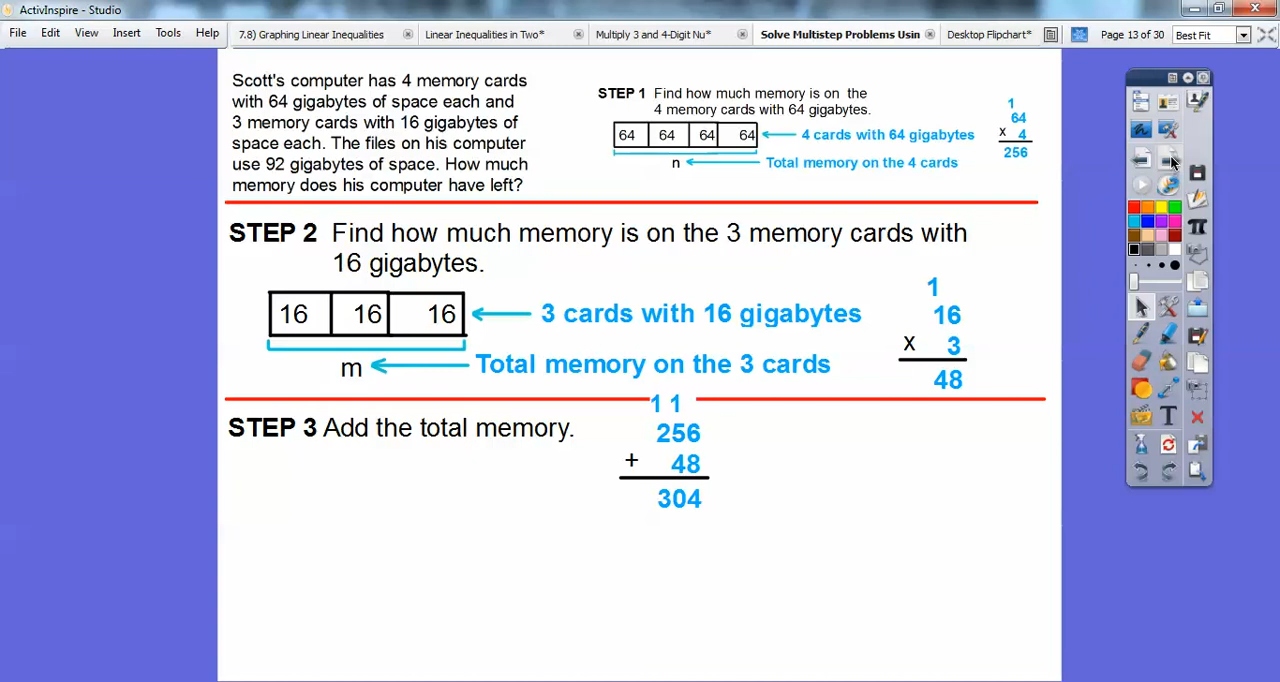 ActivInspire - Studio
File Edit View Insert Tools Help
7.8) Graphing Linear Inequalities
Linear Inequalities in Two*
Multiply 3 and 4-Digit Nu*
Solve Multistep Problems Usin
Desktop Flipchart*
Page 13 of 30
Best Fit
Scott's computer has 4 memory cards
with 64 gigabytes of space each and
3 memory cards with 16 gigabytes of
space each. The files on his computer
use 92 gigabytes of space. How much
memory does his computer have left?
STEP 1 Find how much memory is on the
4 memory cards with 64 gigabytes.
64 64 64 64
4 cards with 64 gigabytes
n
Total memory on the 4 cards
1
64
x 4
256
STEP 2 Find how much memory is on the 3 memory cards with
16 gigabytes.
16 16 16
3 cards with 16 gigabytes
m
Total memory on the 3 cards
1
16
x 3
48
STEP 3 Add the total memory.
1 1
256
+ 48
304